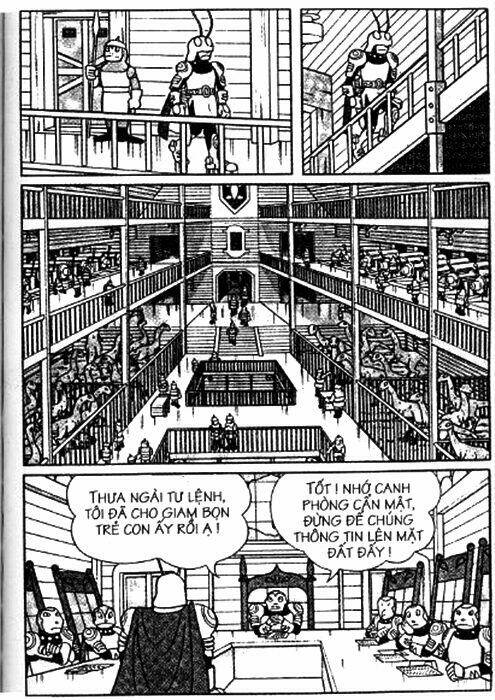 THƯA NGÀI TƯ LỆNH,
TÔI ĐÃ CHO GIAM BỌN
TRẺ CON ẤY RỒI Ạ !
TỐT ! NHỚ CANH
PHÒNG CẨN MẬT,
ĐỪNG ĐỂ CHÚNG
THÔNG TIN LÊN MẶT
ĐẤT ĐẤY !